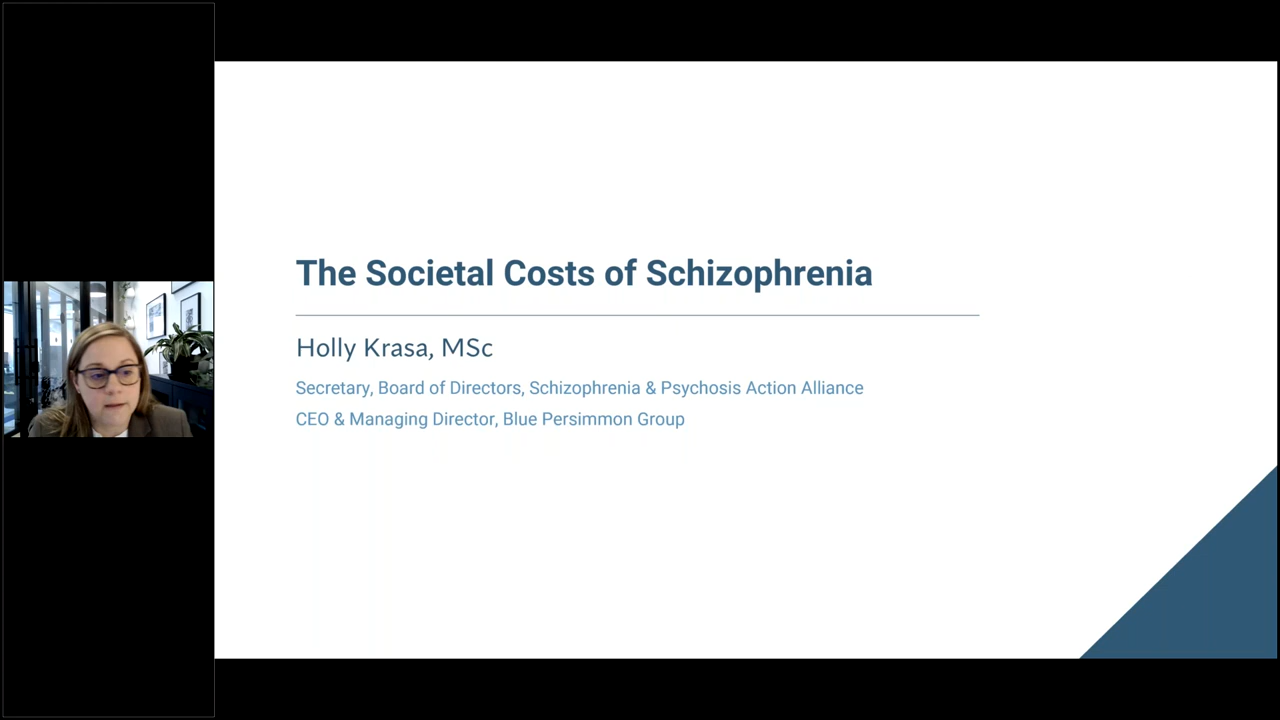 The Societal Costs of Schizophrenia
Holly Krasa, MSc
Secretary, Board of Directors, Schizophrenia & Psychosis Action Alliance
CEO & Managing Director, Blue Persimmon Group